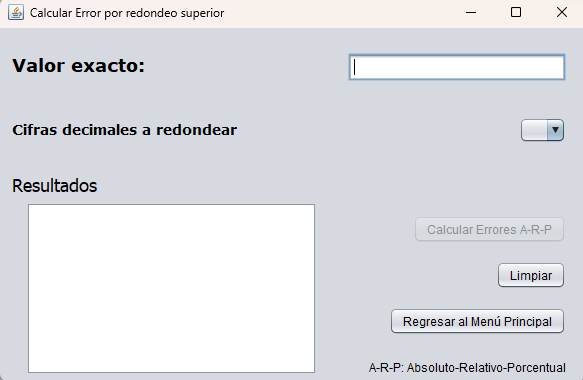 Calcular Error por redondeo superior
Valor exacto:
Cifras decimales a redondear
Resultados
Calcular Errores A-R-P
Limpiar
Regresar al Menú Principal
A-R-P: Absoluto-Relativo-Porcentual